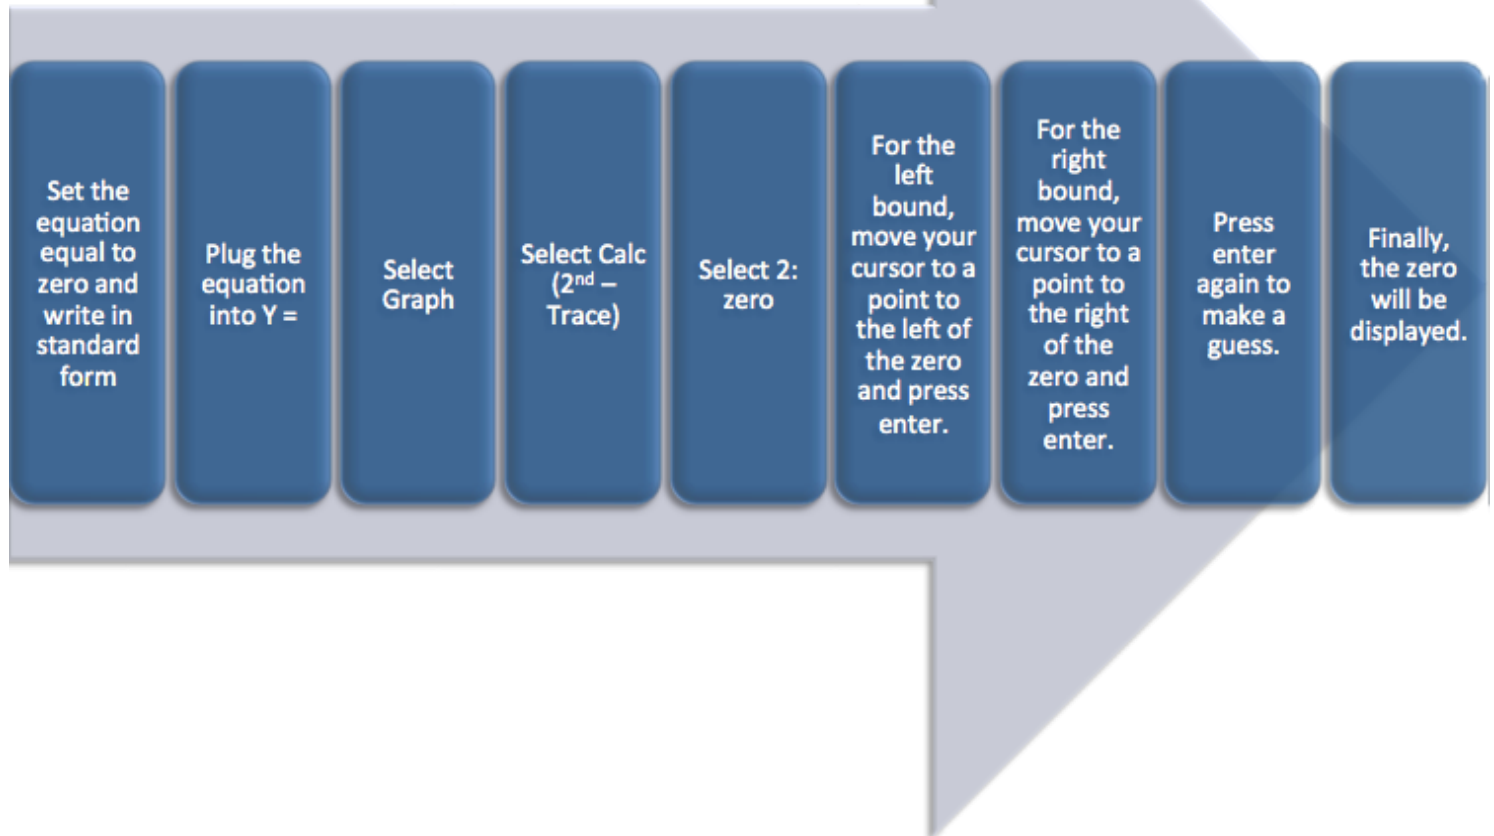 Set the
equation
equal to
zero and
write in
standard
form
Plug the
equation
into Y =
Select
Graph
Select Calc
(2nd –
Trace)
Select 2:
zero
For the
left
bound,
move your
cursor to a
point to
the left of
the zero
and press
enter.
For the
right
bound,
move your
cursor to a
point to
the right
of the
zero and
press
enter.
Press
enter
again to
make a
guess.
Finally,
the zero
will be
displayed.